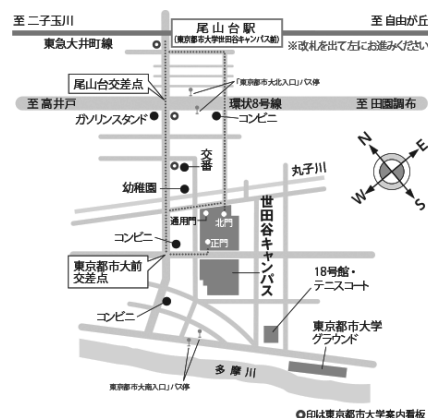 至 二子玉川
尾山台駅
(東京都市大学世田谷キャンパス前)
至 自由が丘
東急大井町線
※改札を出て左にお進みください
尾山台交差点
「東京都市大北入口」バス停
至 高井戸
環状8号線
至 田園調布
ガソリンスタンド
コンビニ
交番
N
E
W
S
幼稚園
丸子川
通用門
北門
正門
世田谷キャンパス
コンビニ
東京都市大前
交差点
18号館・
テニスコート
コンビニ
東京都市大学
グラウンド
「東京都市大南入口」バス停
多摩川
◎印は東京都市大学案内看板